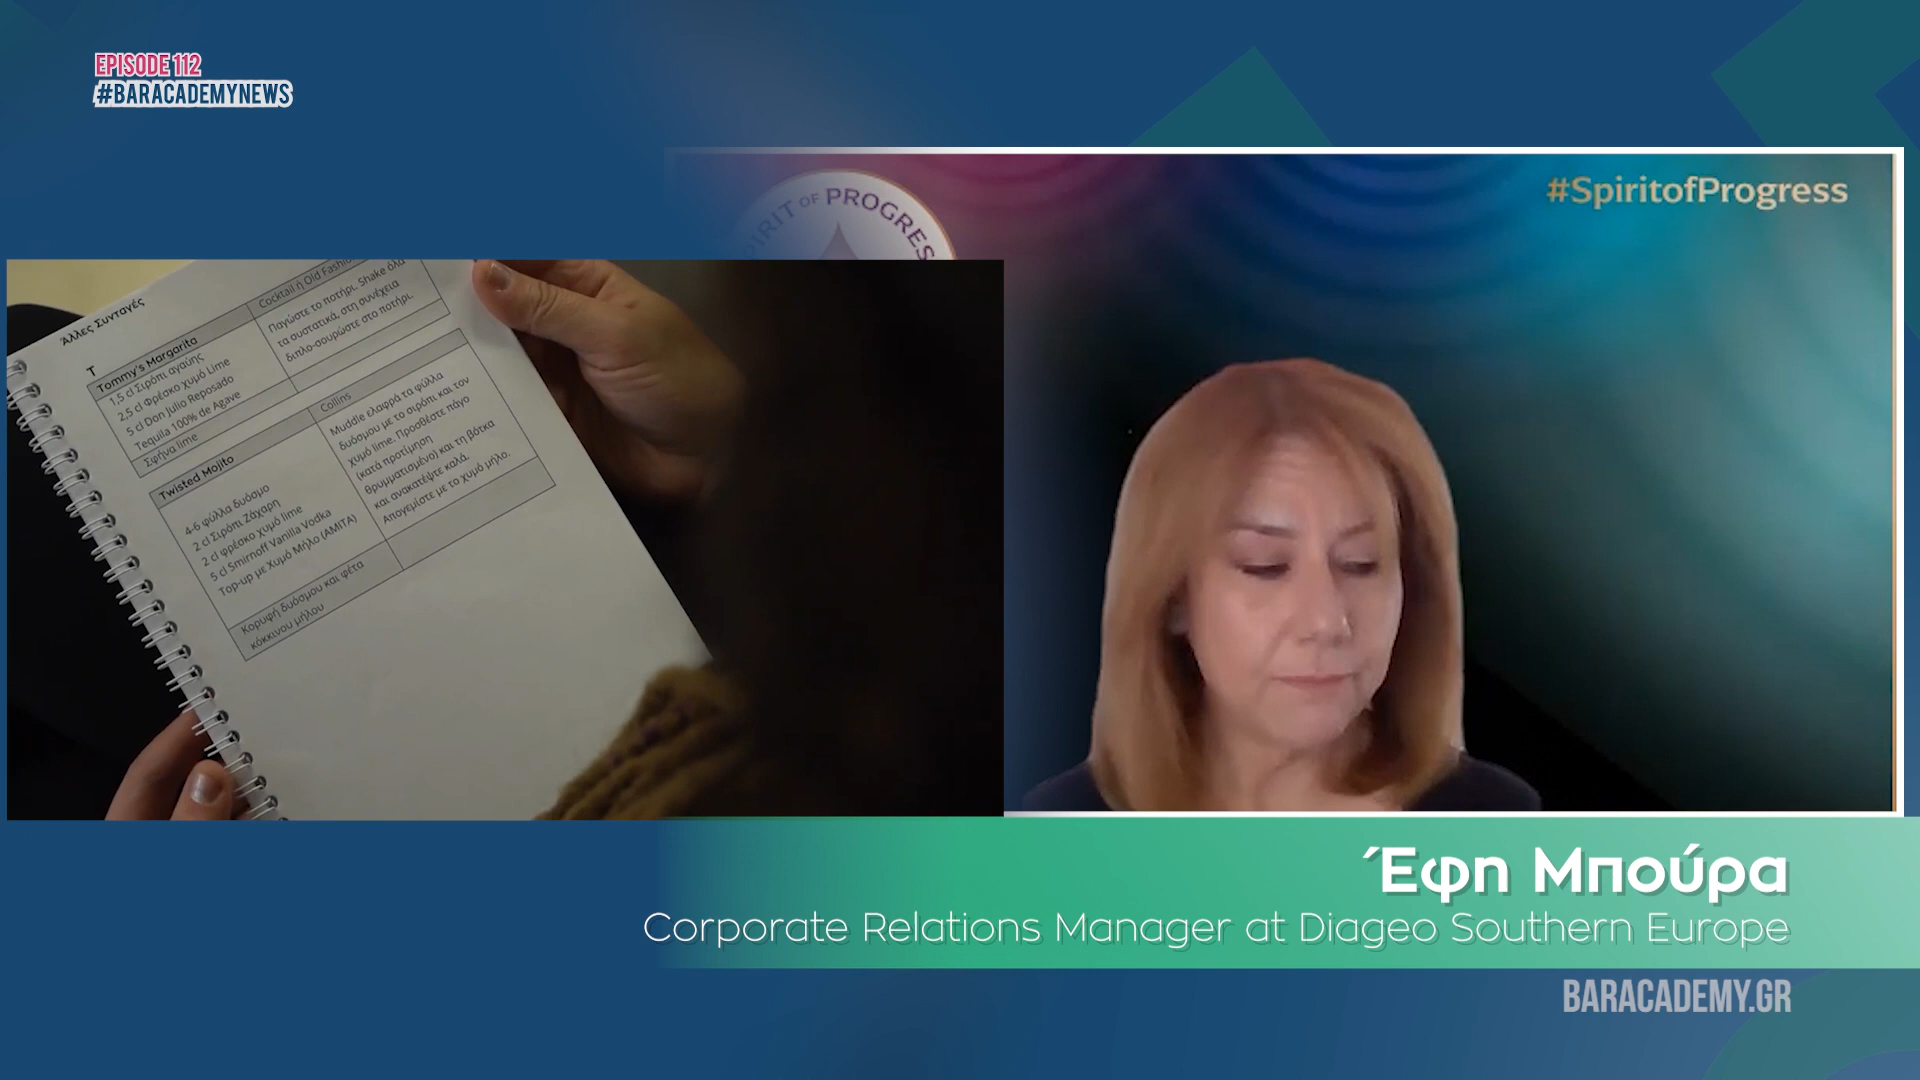 EPISODE 112
#BARACADEMYNEWS
#SpiritofProgress
SPIRIT OF PROGRESS
Άλλες Συνταγές
T
Tommy's Margarita
1,5 cl Σιρόπι αγαύης
2,5 cl Φρέσκο χυμό Lime
5 cl Don Julio Reposado
Tequila 100% de Agave
Σφήνα lime
Cocktail ή Old Fashio
Παγώστε το ποτήρι. Shake όλα
τα συστατικά, στη συνέχεια
διπλο-σουρώστε στο ποτήρι.
Twisted Mojito
4-6 φύλλα δυόσμο
2 cl Σιρόπι Ζάχαρη
2 cl φρέσκο χυμό lime
5 cl Smirnoff Vanilla Vodka
Top-up με Χυμό Μήλο (ΑΜΙΤΑ)
Κορυφή δυόσμου και φέτα
κόκκινου μήλου
Collins
Muddle ελαφρά τα φύλλα
δυόσμου με το σιρόπι και τον
χυμό lime. Προσθέστε πάγο
(κατά προτίμηση
θρυμματισμένο) και τη βότκα
και ανακατέψτε καλά.
Απογεμίστε με το χυμό μήλο.
Έφη Μπούρα
Corporate Relations Manager at Diageo Southern Europe
BARACADEMY.GR